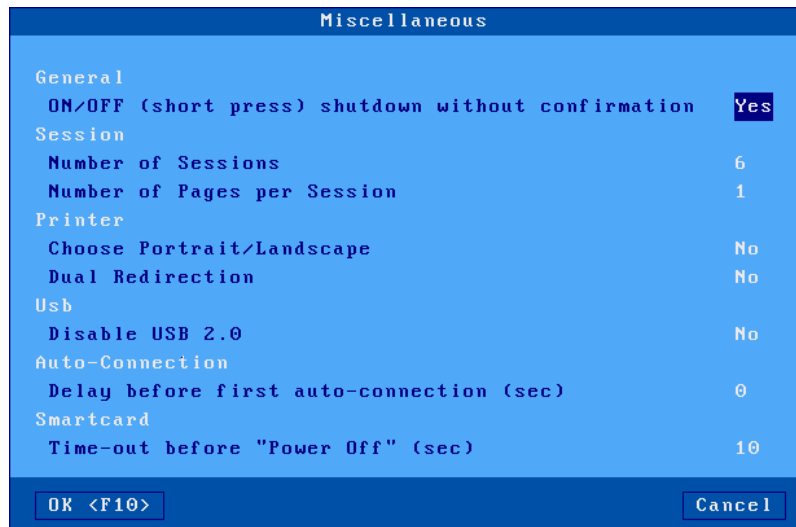 Miscellaneous
General
ON/OFF (short press) shutdown without confirmation Yes
Session
Number of Sessions 6
Number of Pages per Session 1
Printer
Choose Portrait/Landscape No
Dual Redirection No
Usb
Disable USB 2.0 No
Auto-Connection
Delay before first auto-connection (sec) 0
Smartcard
Time-out before "Power Off" (sec) 10
OK <F10> Cancel